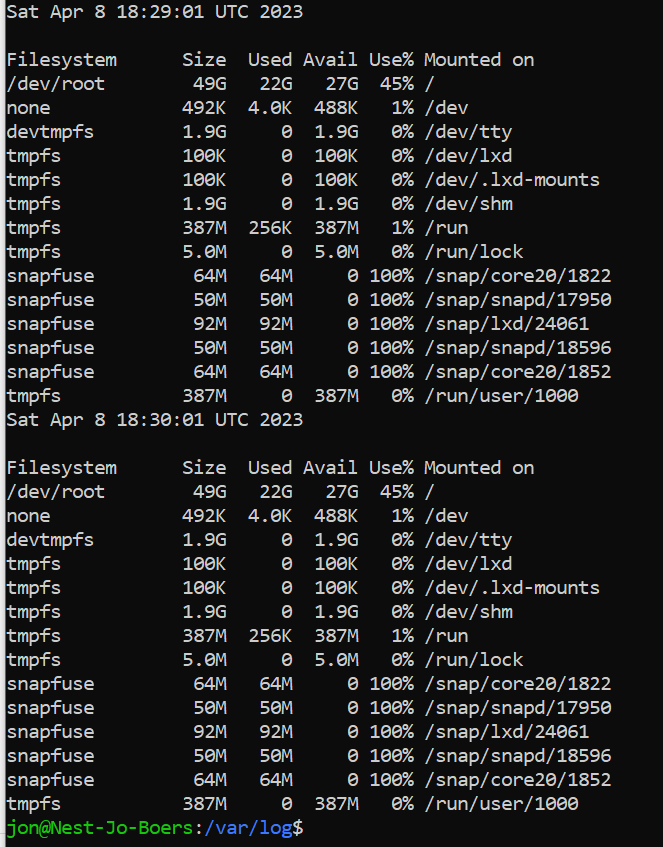 Sat Apr 8 18:29:01 UTC 2023

Filesystem      Size  Used Avail Use% Mounted on
/dev/root        49G   22G   27G  45% /
none            492K  4.0K  488K   1% /dev
devtmpfs        1.9G     0  1.9G   0% /dev/tty
tmpfs           100K     0  100K   0% /dev/lxd
tmpfs           100K     0  100K   0% /dev/.lxd-mounts
tmpfs           1.9G     0  1.9G   0% /dev/shm
tmpfs           387M  256K  387M   1% /run
tmpfs           5.0M     0  5.0M   0% /run/lock
snapfuse         64M   64M     0 100% /snap/core20/1822
snapfuse         50M   50M     0 100% /snap/snapd/17950
snapfuse         92M   92M     0 100% /snap/lxd/24061
snapfuse         50M   50M     0 100% /snap/snapd/18596
snapfuse         64M   64M     0 100% /snap/core20/1852
tmpfs           387M     0  387M   0% /run/user/1000
Sat Apr 8 18:30:01 UTC 2023

Filesystem      Size  Used Avail Use% Mounted on
/dev/root        49G   22G   27G  45% /
none            492K  4.0K  488K   1% /dev
devtmpfs        1.9G     0  1.9G   0% /dev/tty
tmpfs           100K     0  100K   0% /dev/lxd
tmpfs           100K     0  100K   0% /dev/.lxd-mounts
tmpfs           1.9G     0  1.9G   0% /dev/shm
tmpfs           387M  256K  387M   1% /run
tmpfs           5.0M     0  5.0M   0% /run/lock
snapfuse         64M   64M     0 100% /snap/core20/1822
snapfuse         50M   50M     0 100% /snap/snapd/17950
snapfuse         92M   92M     0 100% /snap/lxd/24061
snapfuse         50M   50M     0 100% /snap/snapd/18596
snapfuse         64M   64M     0 100% /snap/core20/1852
tmpfs           387M     0  387M   0% /run/user/1000
jon@Nest-Jo-Boers:/var/log$